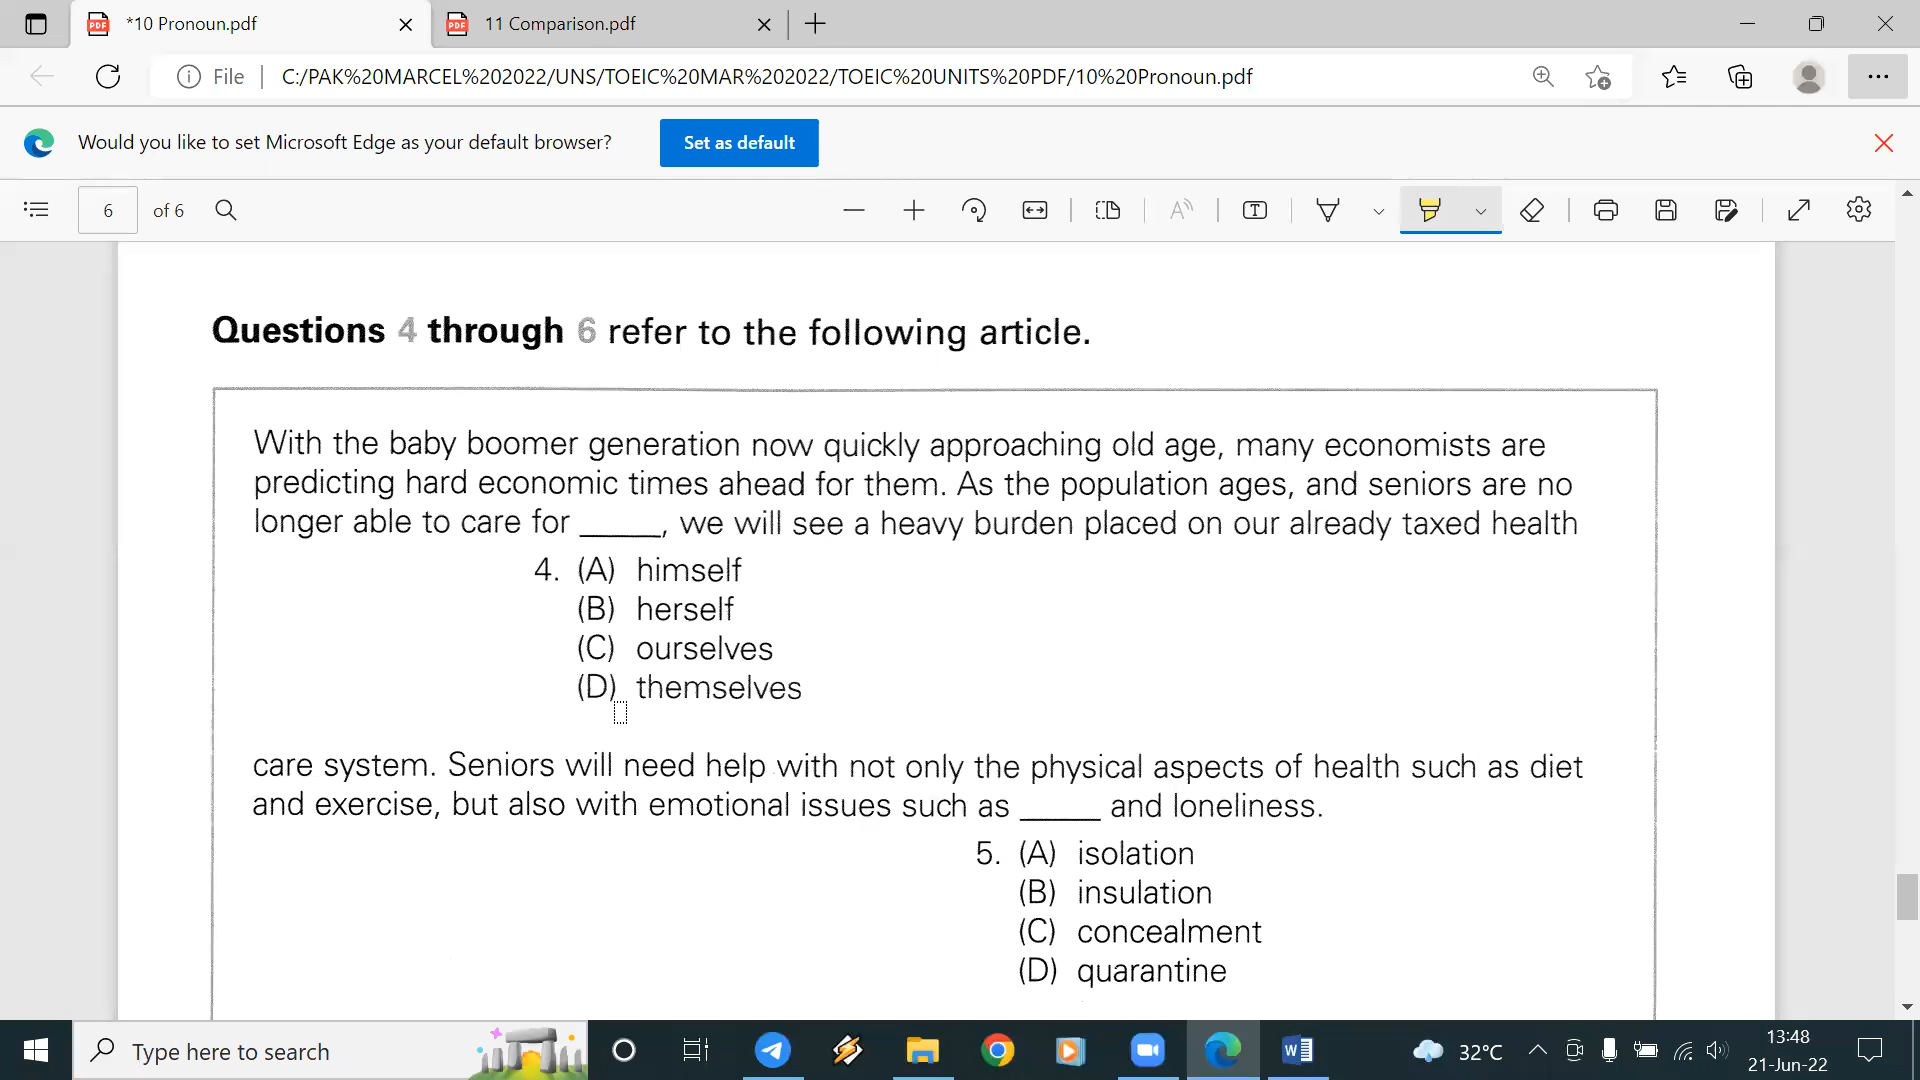 *10 Pronoun.pdf
11 Comparison.pdf
File
C:/PAK%20MARCEL%202022/UNS/TOEIC%20MAR%202022/TOEIC%20UNITS%20PDF/10%20Pronoun.pdf
Would you like to set Microsoft Edge as your default browser?
Set as default
6
of 6
Questions 4 through 6 refer to the following article.
With the baby boomer generation now quickly approaching old age, many economists are
predicting hard economic times ahead for them. As the population ages, and seniors are no
longer able to care for _____, we will see a heavy burden placed on our already taxed health
4. (A) himself
(B) herself
(C) ourselves
(D) themselves
care system. Seniors will need help with not only the physical aspects of health such as diet
and exercise, but also with emotional issues such as _____ and loneliness.
5. (A) isolation
(B) insulation
(C) concealment
(D) quarantine
Type here to search
32°C
13:48
21-Jun-22